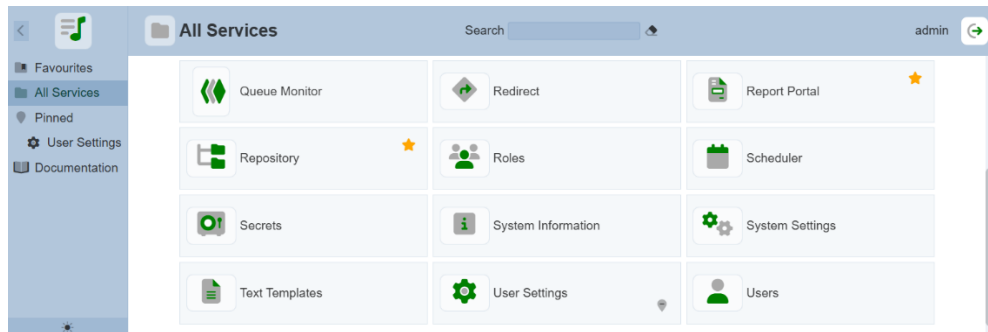 All Services
Search
admin
Favourites
All Services
Pinned
User Settings
Documentation
Queue Monitor
Redirect
Report Portal
Repository
Roles
Scheduler
Secrets
System Information
System Settings
Text Templates
User Settings
Users